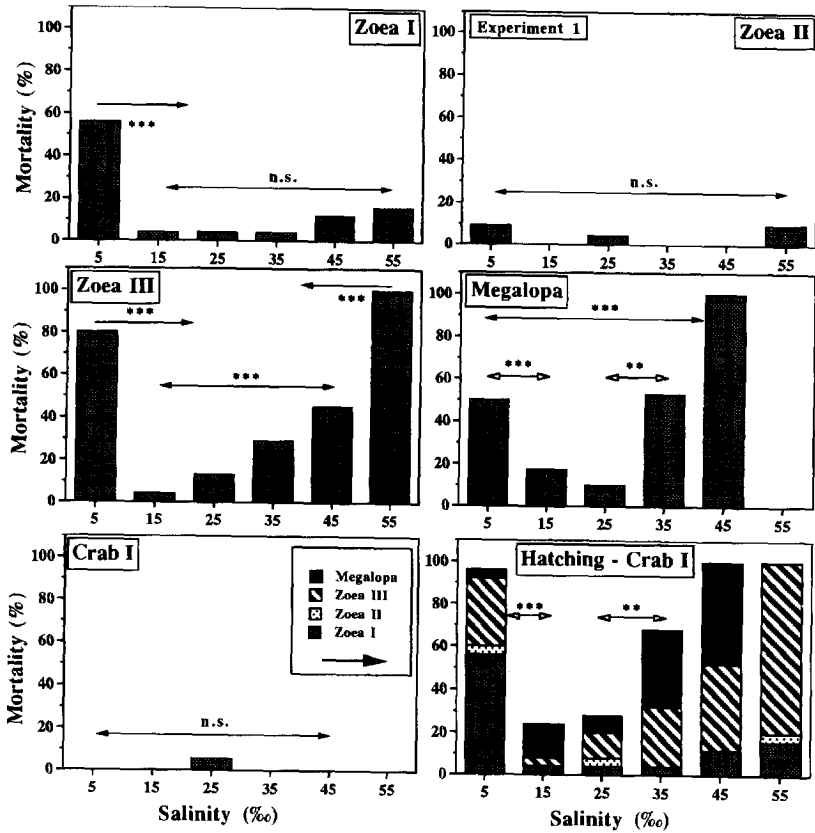 Zoea I
Mortality (%)
100
80
60
40
20
0
***
n.s.
5 15 25 35 45 55
Experiment 1
Zoea II
100
80
60
40
20
0
n.s.
5 15 25 35 45 55
Zoea III
Mortality (%)
100
80
60
40
20
0
***
***
***
5 15 25 35 45 55
Megalopa
100
80
60
40
20
0
***
***
**
5 15 25 35 45 55
Crab I
Mortality (%)
100
80
60
40
20
0
Megalopa
Zoea III
Zoea II
Zoea I
n.s.
5 15 25 35 45 55
Salinity (‰)
Hatching - Crab I
100
80
60
40
20
0
***
**
5 15 25 35 45 55
Salinity (‰)